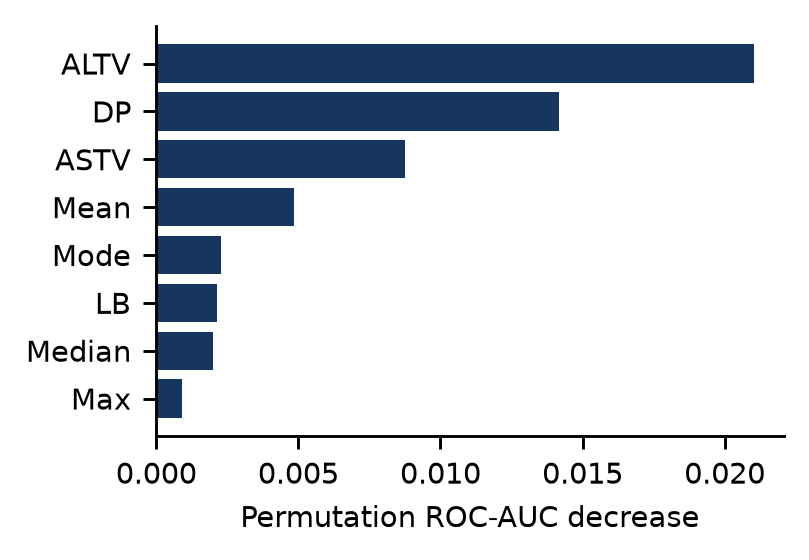 ALTV
DP
ASTV
Mean
Mode
LB
Median
Max
0.000 0.005 0.010 0.015 0.020
Permutation ROC-AUC decrease